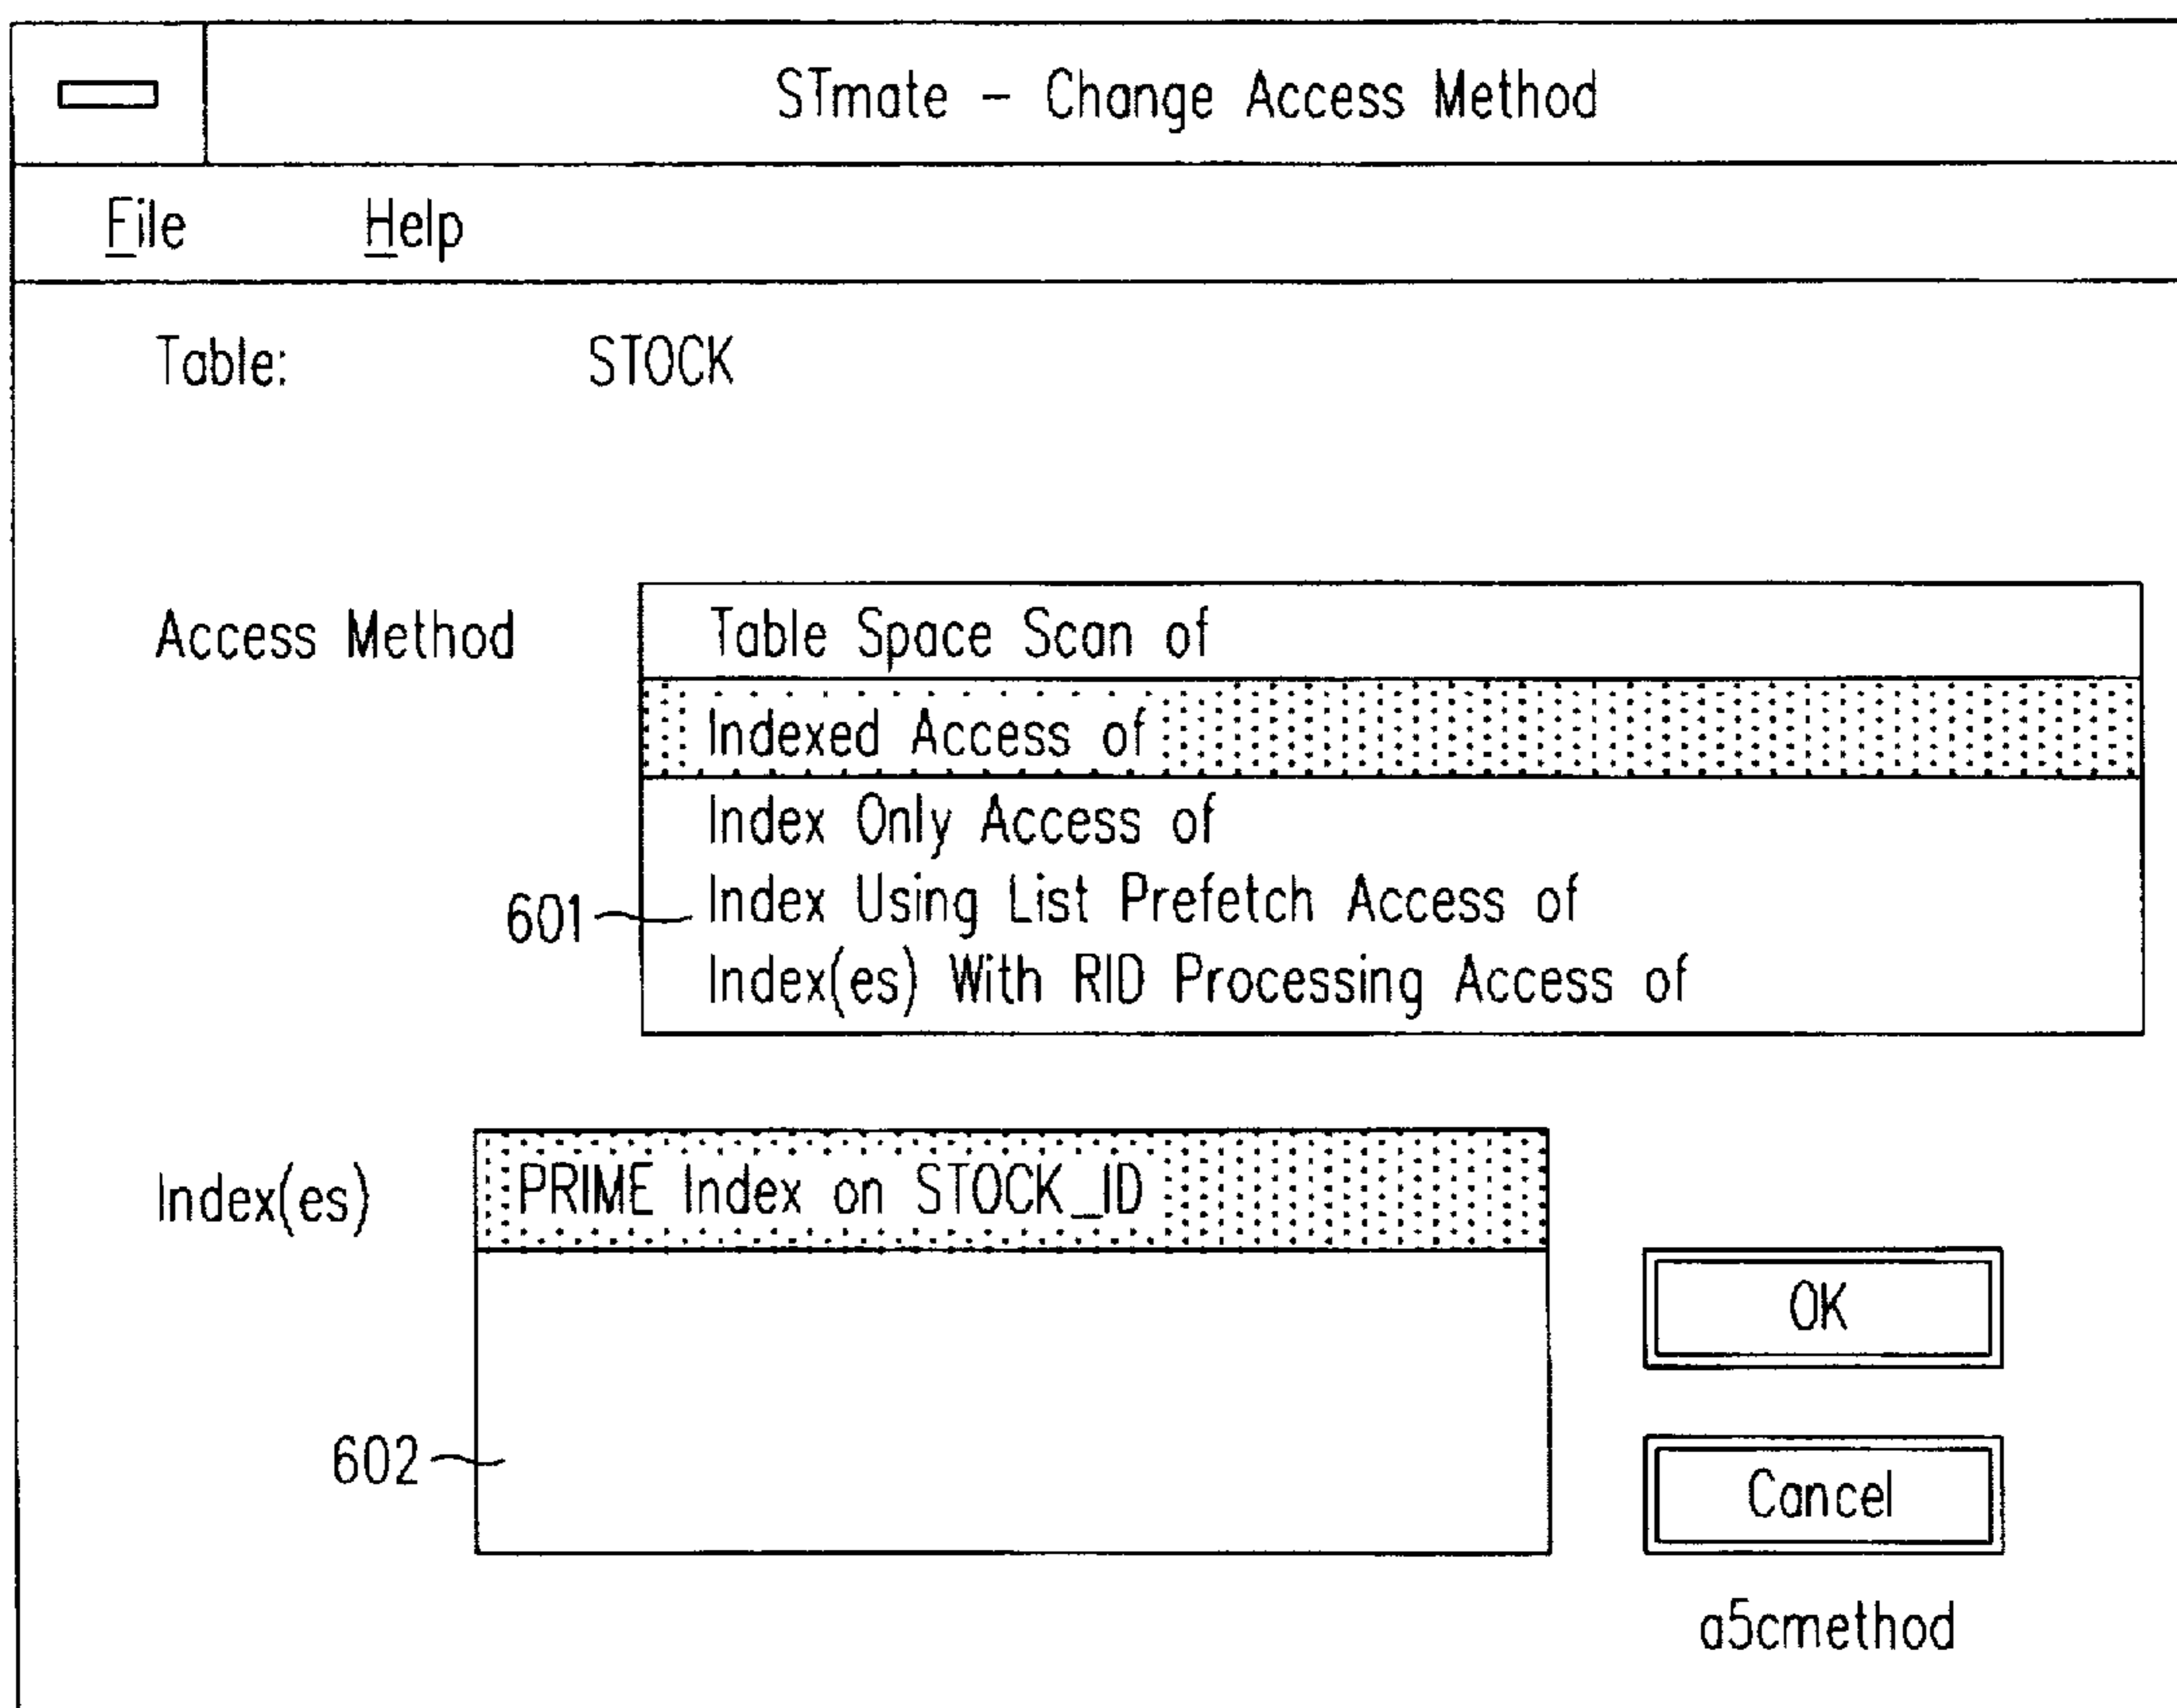 STmate - Change Access Method
File Help
Table: STOCK
Access Method
Table Space Scan of
Indexed Access of
Index Only Access of
601 Index Using List Prefetch Access of
Index(es) With RID Processing Access of
Index(es) PRIME Index on STOCK_ID
OK
602
Cancel
a5cmethod